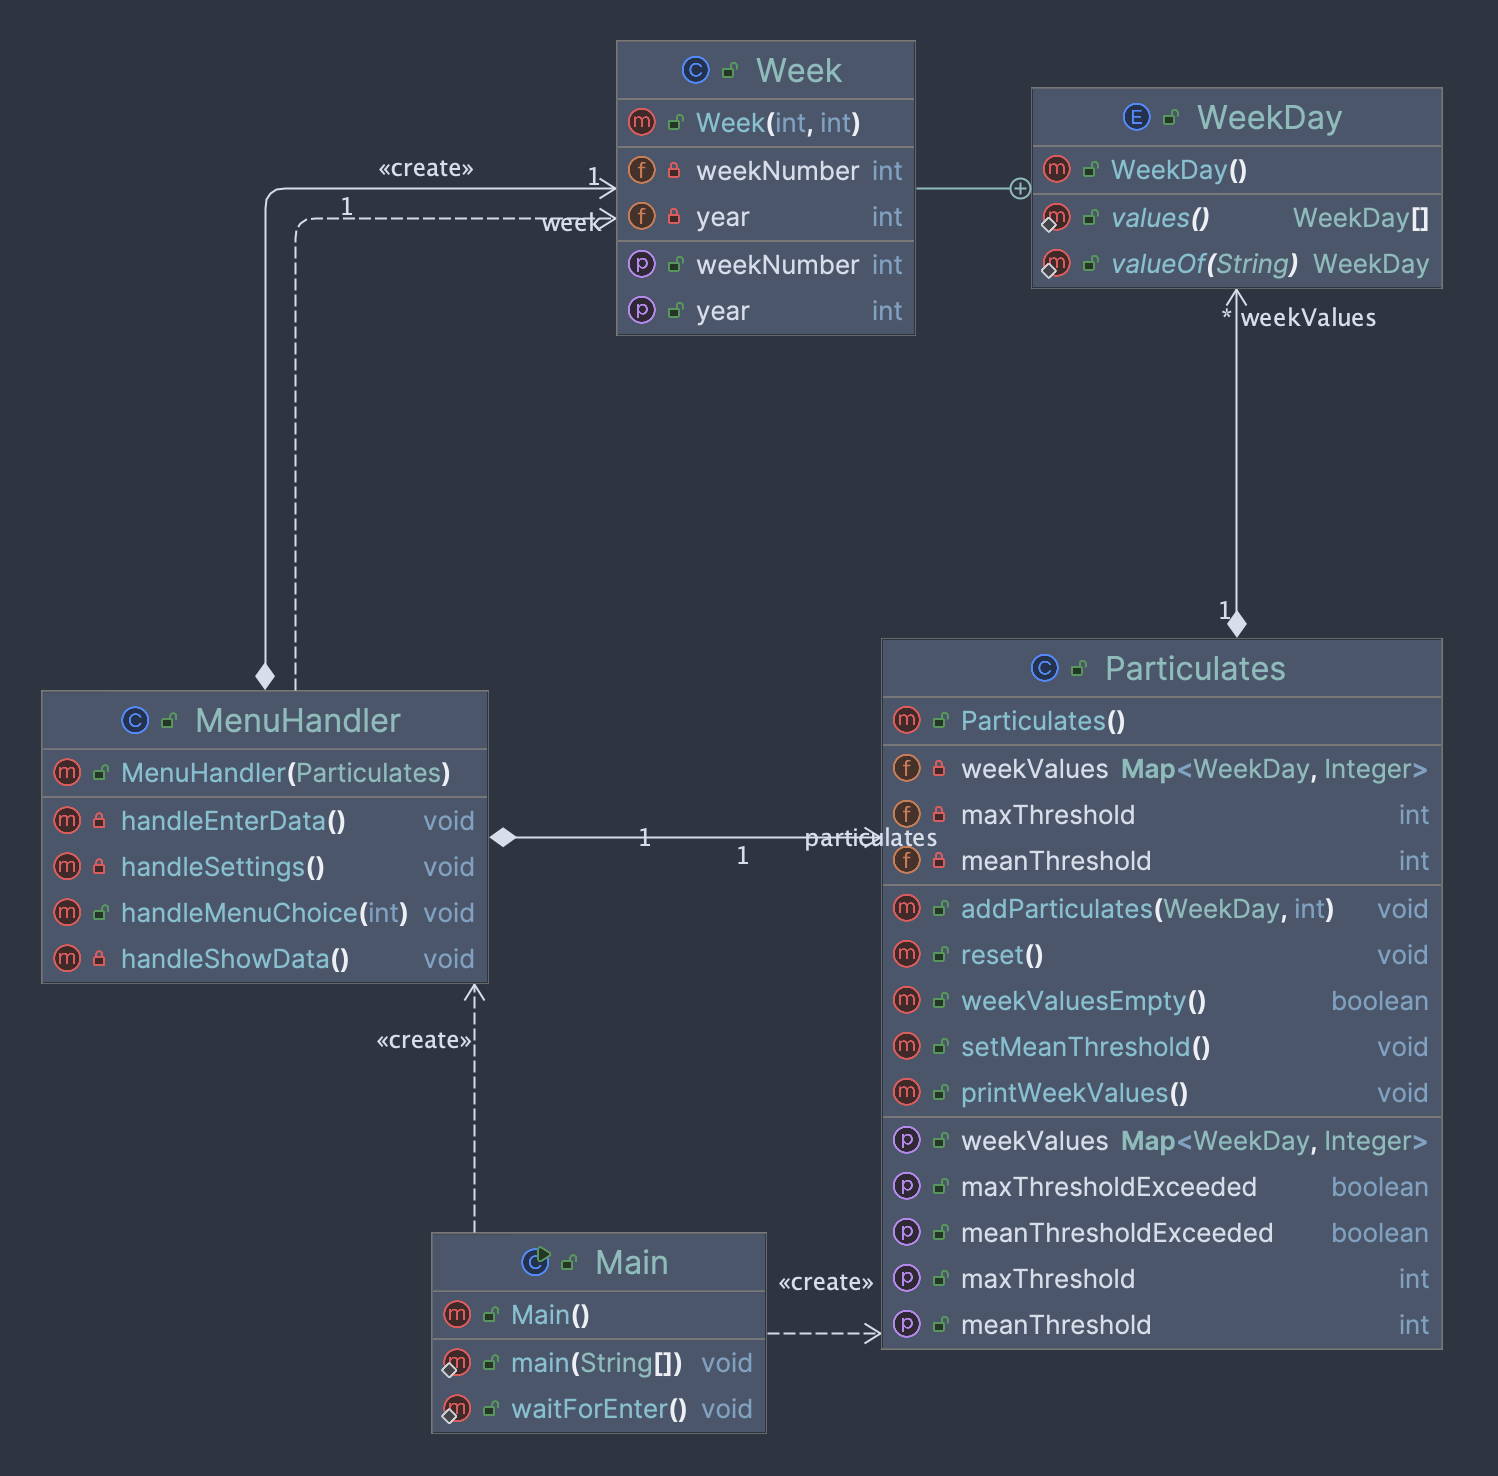 Week
Week(int, int)
weekNumber int
year int
weekNumber int
year int
WeekDay
WeekDay()
values() WeekDay[]
valueOf(String) WeekDay
«create»
1
1
week
* weekValues
1
MenuHandler
MenuHandler(Particulates)
handleEnterData() void
handleSettings() void
handleMenuChoice(int) void
handleShowData() void
1
1
particulates
Particulates
Particulates()
weekValues Map<WeekDay, Integer>
maxThreshold int
meanThreshold int
addParticulates(WeekDay, int) void
reset() void
weekValuesEmpty() boolean
setMeanThreshold() void
printWeekValues() void
weekValues Map<WeekDay, Integer>
maxThresholdExceeded boolean
meanThresholdExceeded boolean
maxThreshold int
meanThreshold int
«create»
Main
Main()
main(String[]) void
waitForEnter() void
«create»